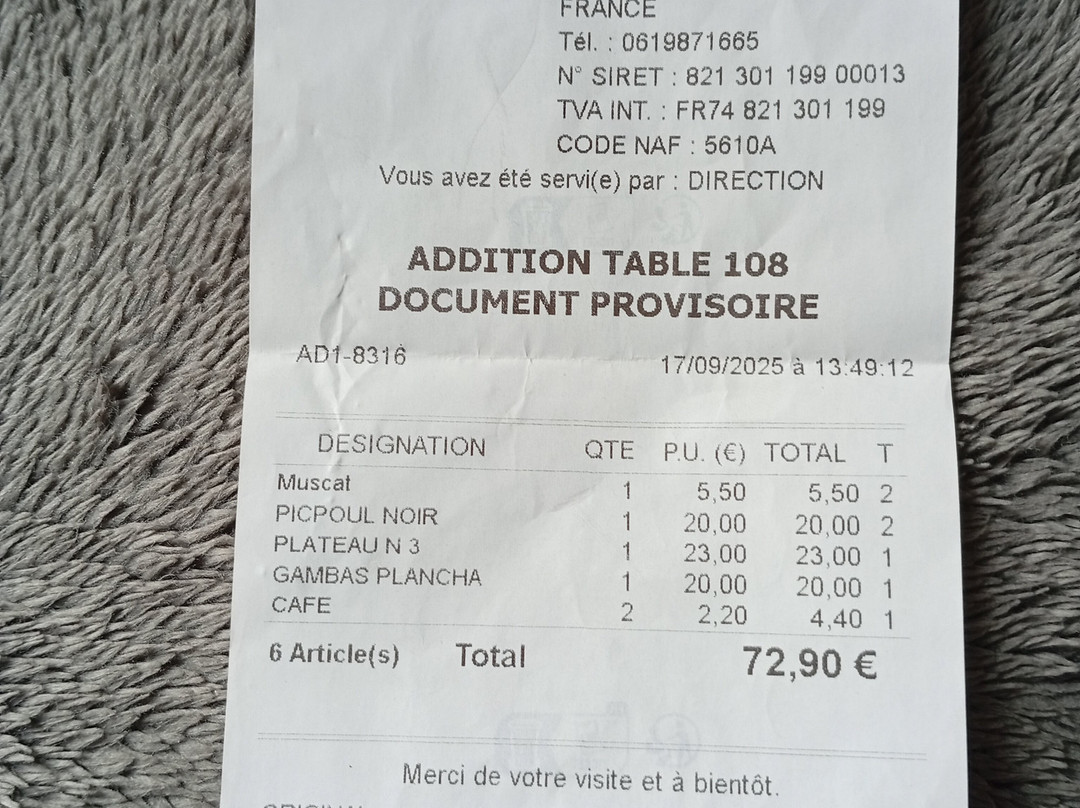 FRANCE
Tél. : 0619871665
N° SIRET : 821 301 199 00013
TVA INT. : FR74 821 301 199
CODE NAF : 5610A
Vous avez été servi(e) par : DIRECTION
ADDITION TABLE 108
DOCUMENT PROVISOIRE
AD1-8316 17/09/2025 à 13:49:12
DESIGNATION QTE P.U. (€) TOTAL T
Muscat 1 5,50 5,50 2
PICPOUL NOIR 1 20,00 20,00 2
PLATEAU N 3 1 23,00 23,00 1
GAMBAS PLANCHA 1 20,00 20,00 1
CAFE 2 2,20 4,40 1
6 Article(s) Total 72,90 €
Merci de votre visite et à bientôt.